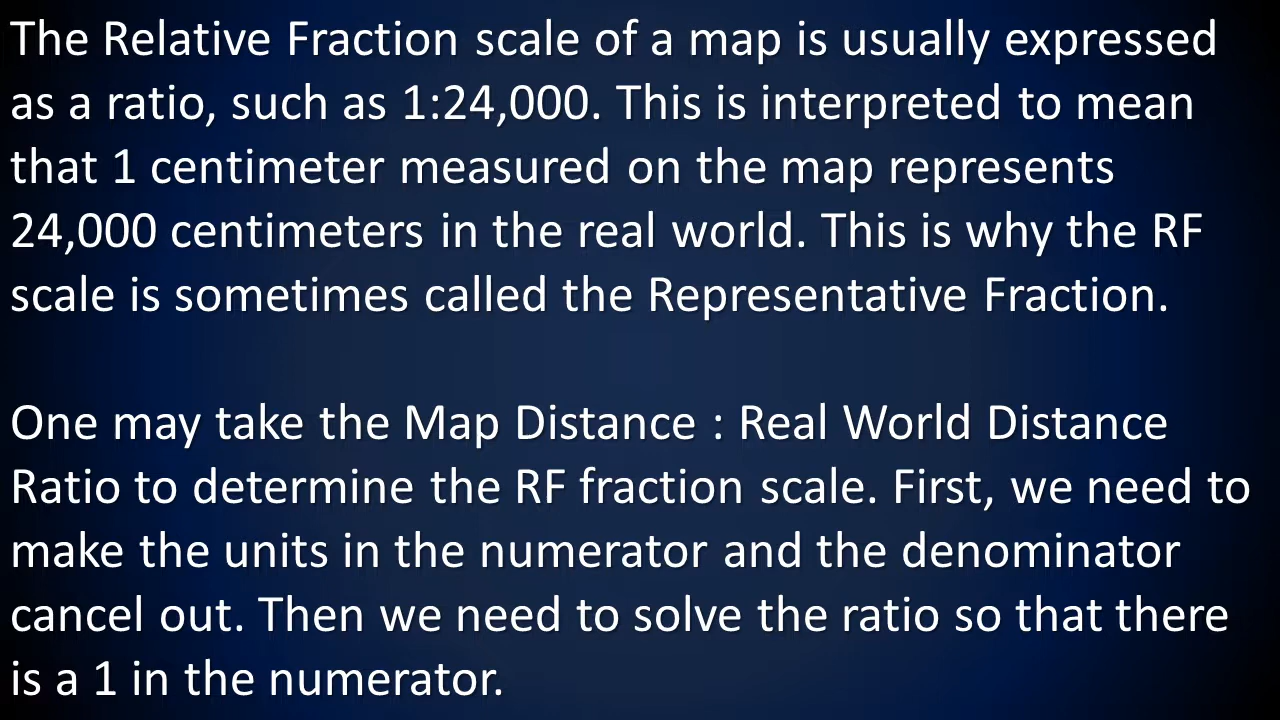 The Relative Fraction scale of a map is usually expressed
as a ratio, such as 1:24,000. This is interpreted to mean
that 1 centimeter measured on the map represents
24,000 centimeters in the real world. This is why the RF
scale is sometimes called the Representative Fraction.
One may take the Map Distance : Real World Distance
Ratio to determine the RF fraction scale. First, we need to
make the units in the numerator and the denominator
cancel out. Then we need to solve the ratio so that there
is a 1 in the numerator.